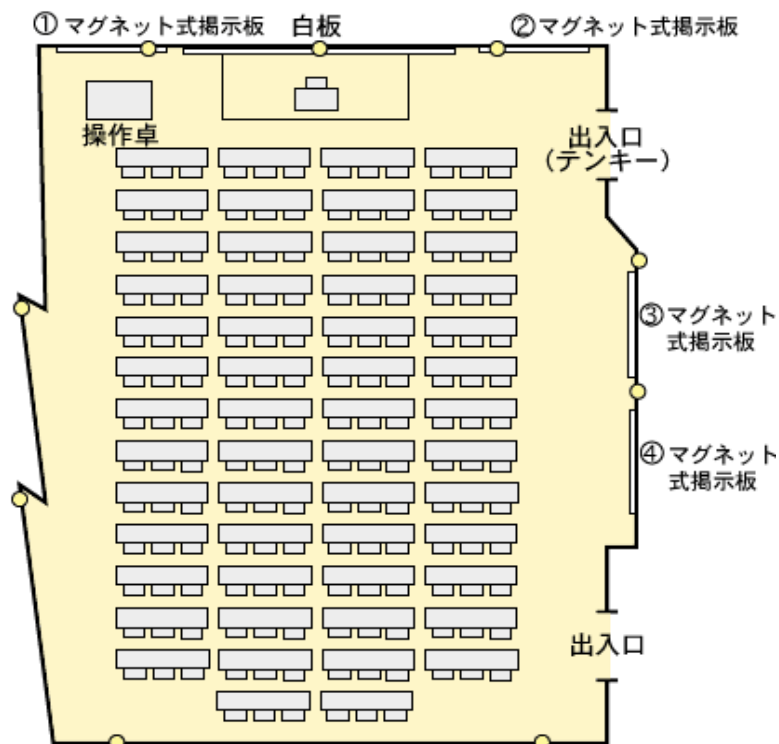 ① マグネット式掲示板
白板
②マグネット式掲示板
操作卓
出入口
（テンキー）
③マグネット
式掲示板
④マグネット
式掲示板
出入口